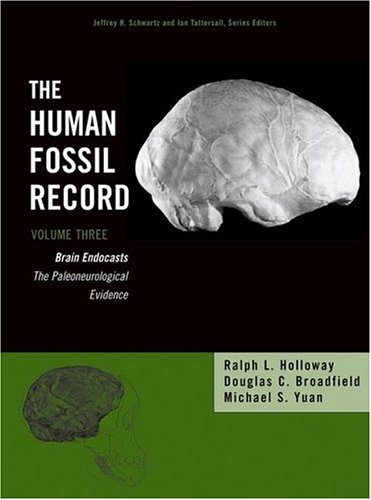 Jeffrey H. Schwartz and Ian Tattersall, Series Editors
THE
HUMAN
FOSSIL
RECORD
VOLUME THREE
Brain Endocasts
The Paleoneurological
Evidence
Ralph L. Holloway
Douglas C. Broadfield
Michael S. Yuan